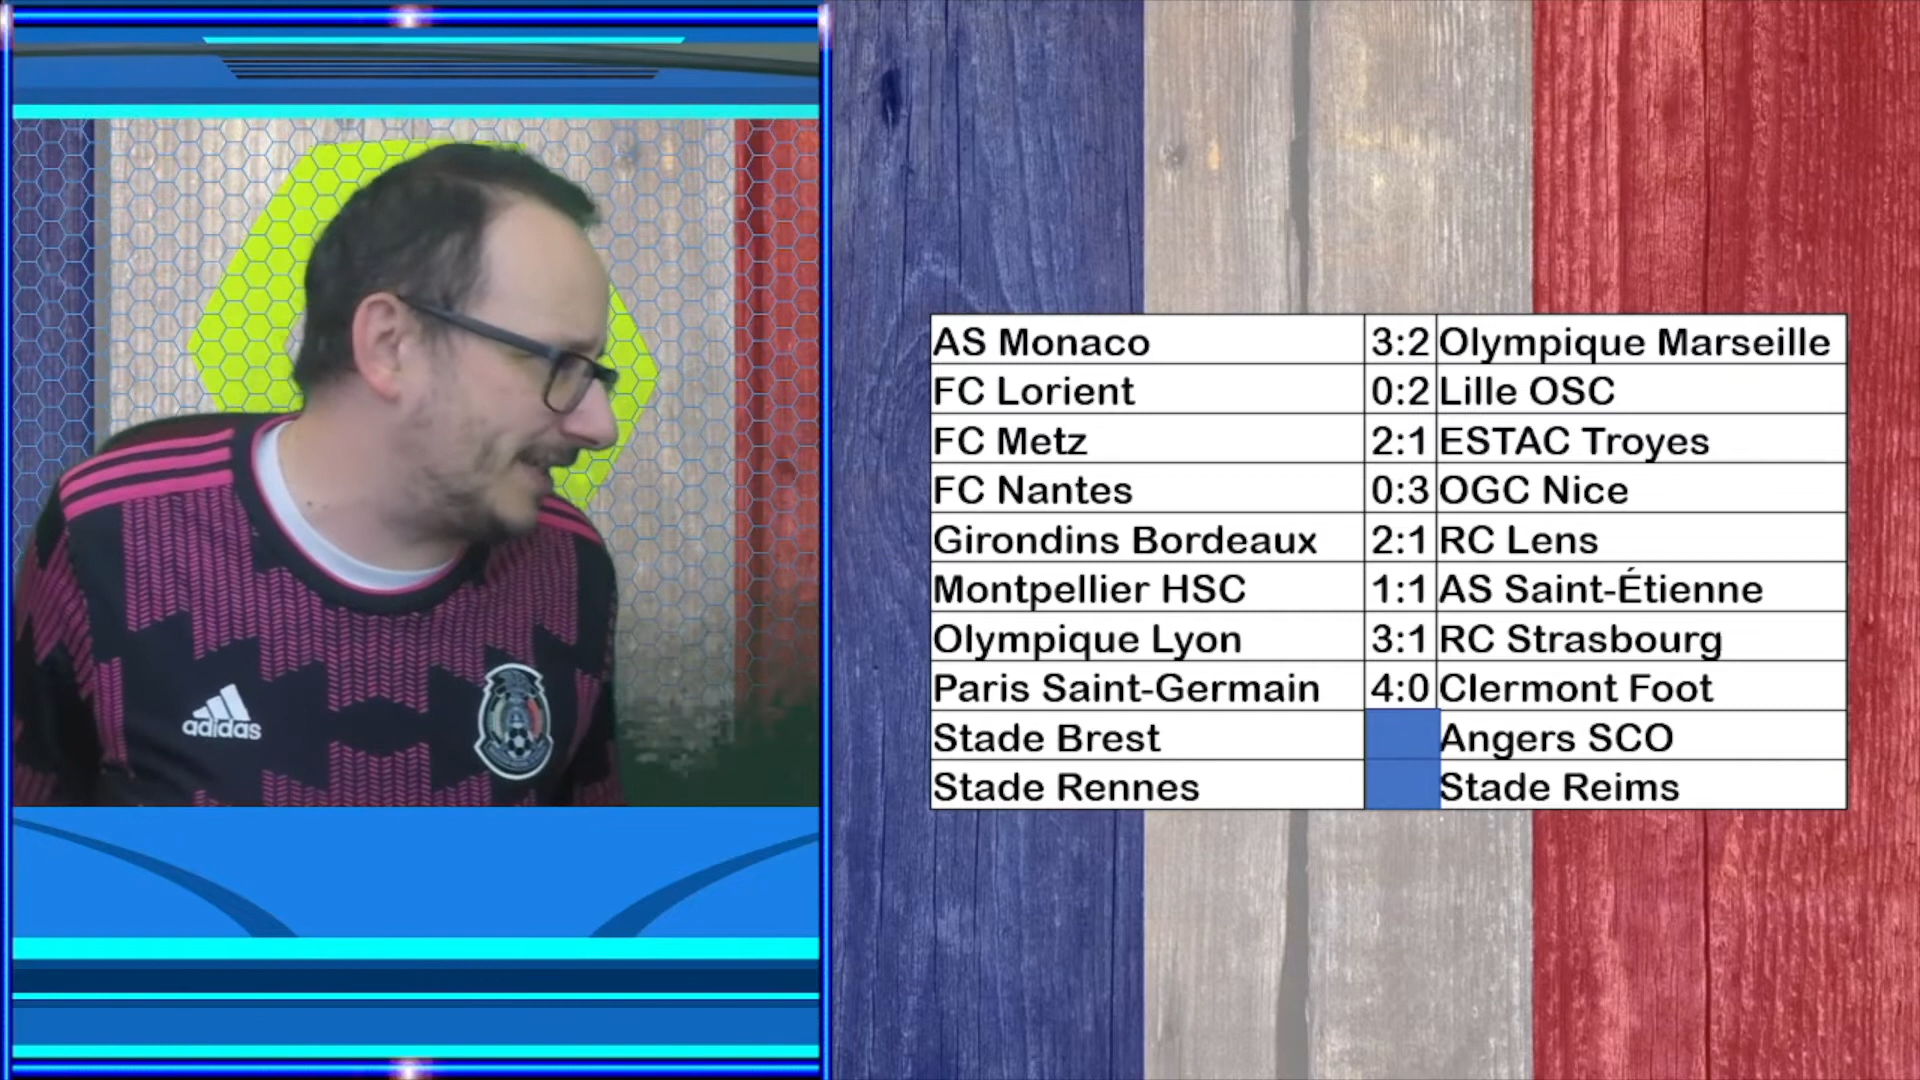 adidas
AS Monaco 3:2 Olympique Marseille
FC Lorient 0:2 Lille OSC
FC Metz 2:1 ESTAC Troyes
FC Nantes 0:3 OGC Nice
Girondins Bordeaux 2:1 RC Lens
Montpellier HSC 1:1 AS Saint-Étienne
Olympique Lyon 3:1 RC Strasbourg
Paris Saint-Germain 4:0 Clermont Foot
Stade Brest Angers SCO
Stade Rennes Stade Reims